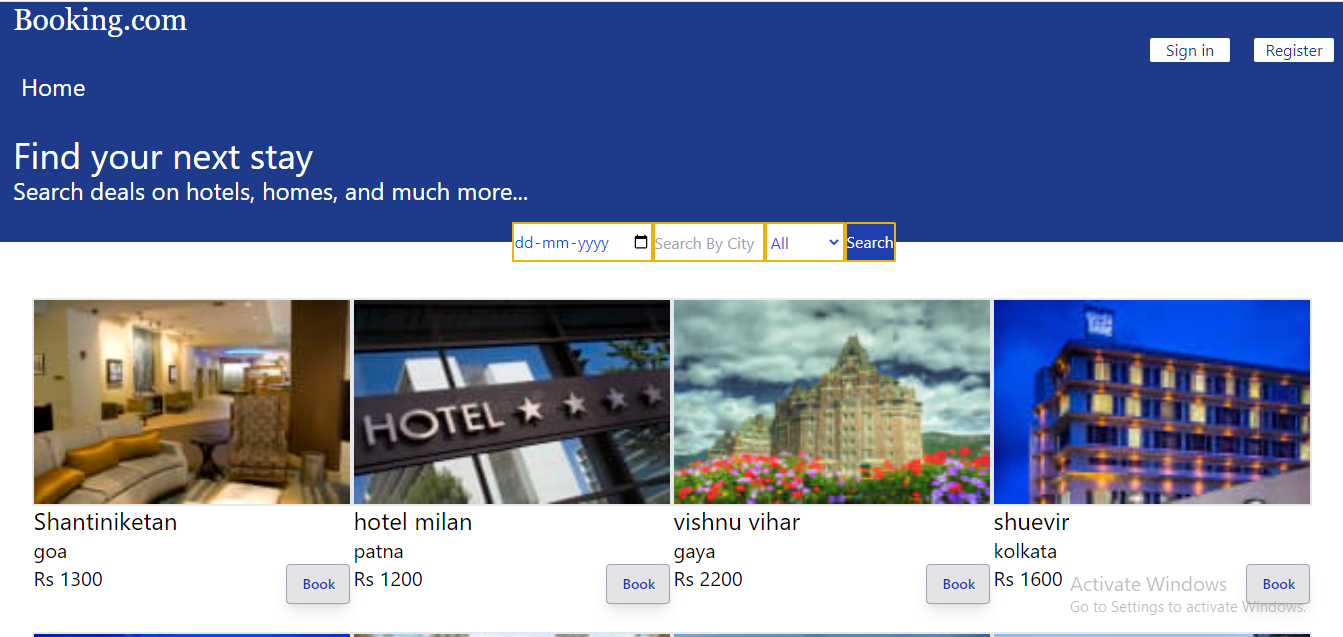 Booking.com
Sign in
Register
Home
Find your next stay
Search deals on hotels, homes, and much more...
dd-mm-yyyy
Search By City
All
Search
HOTEL
Shantiniketan
goa
Rs 1300
Book
hotel milan
patna
Rs 1200
Book
vishnu vihar
gaya
Rs 2200
Book
shuevir
kolkata
Rs 1600
Book
Activate Windows
Go to Settings to activate Windows.